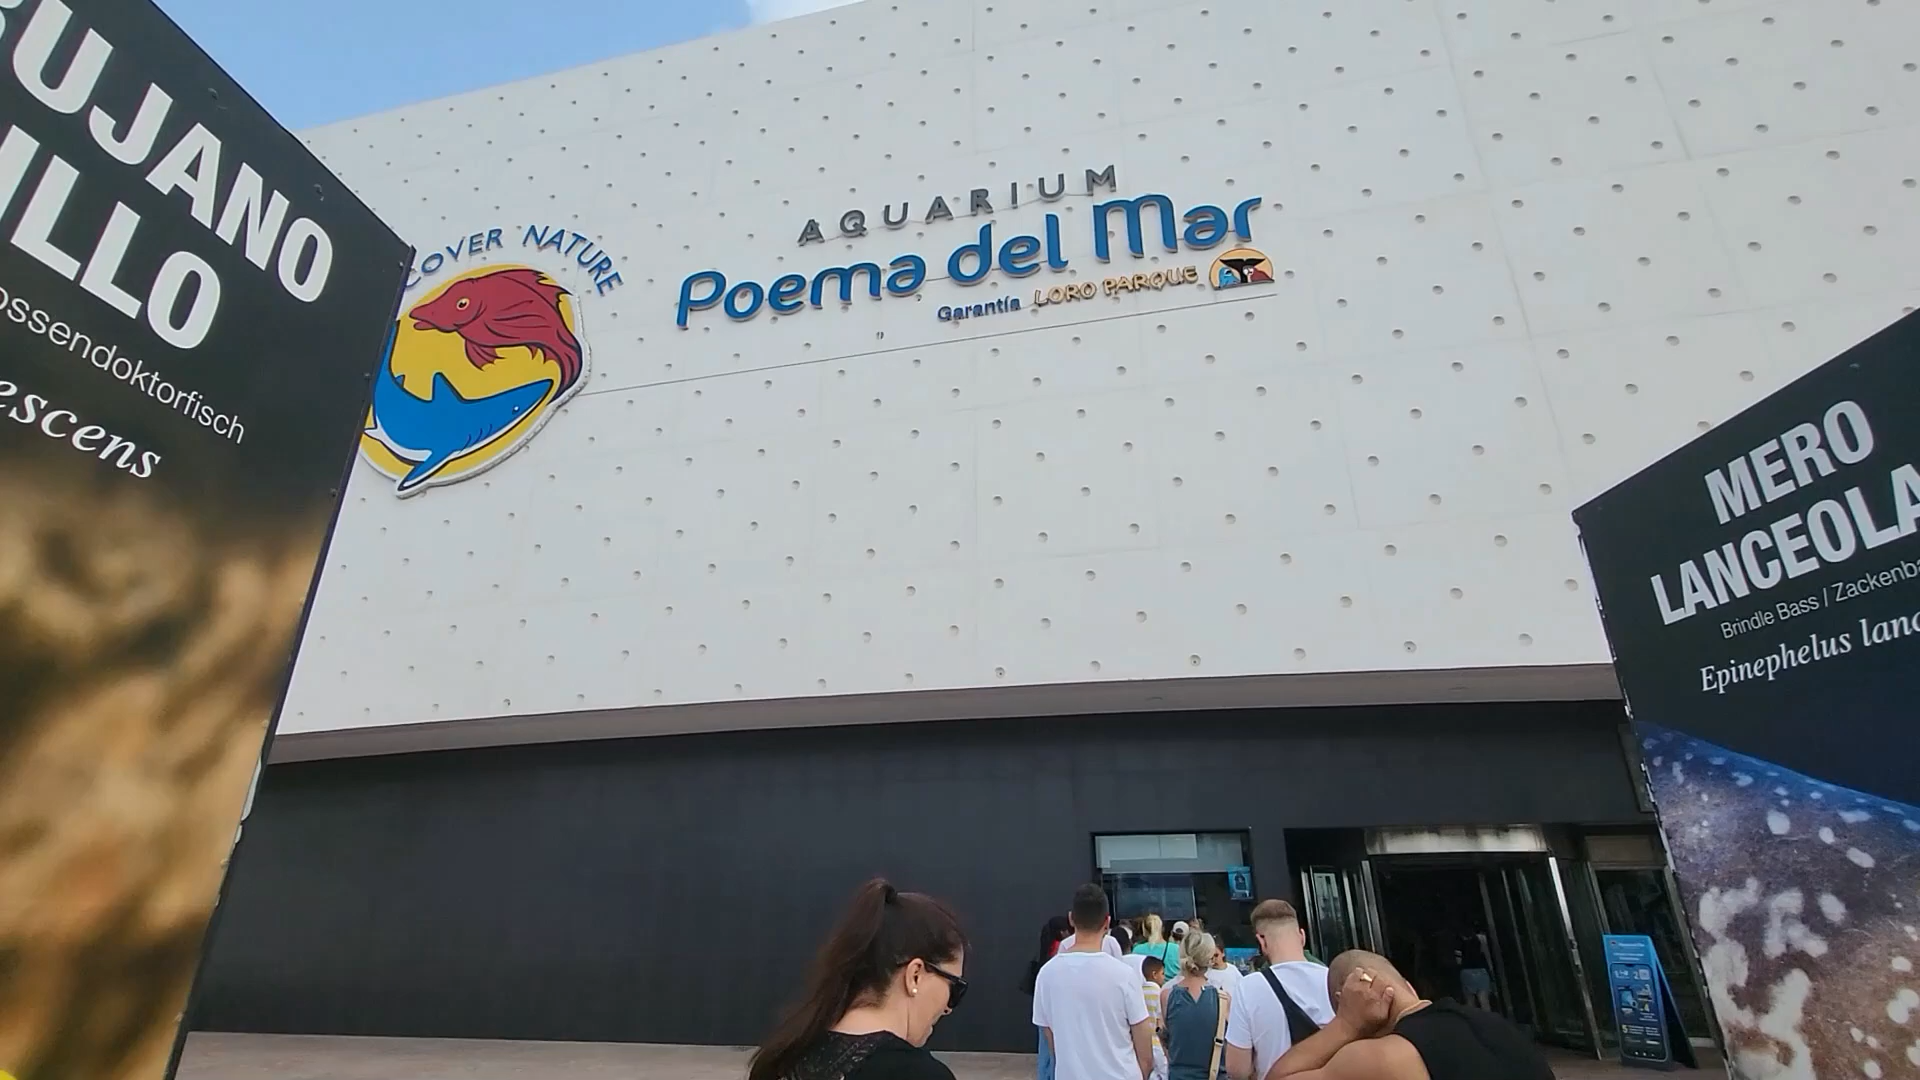 UJANO
ILLO
ossendoktorfisch
escens
COVER NATURE
AQUARIUM
Poema del Mar
Garantía LORO PARQUE
MERO
LANCEOLA
Brindle Bass / Zackenba
Epinephelus lanc